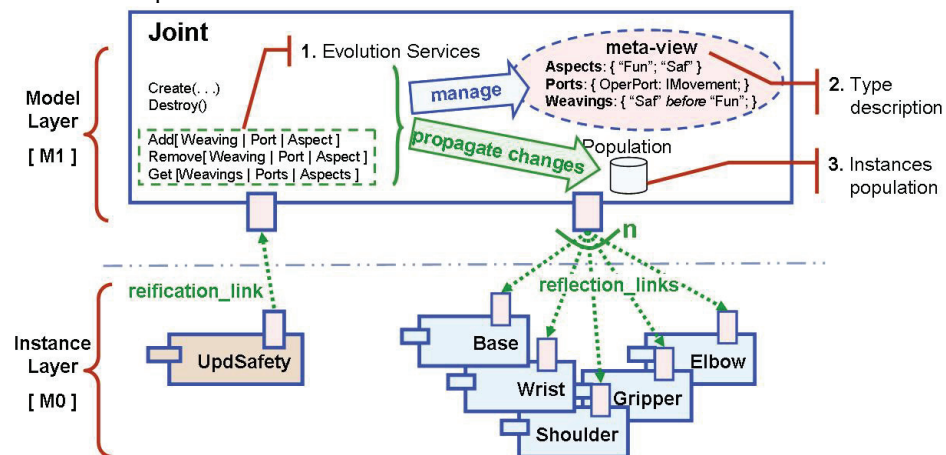 Joint
1. Evolution Services
Create(. . .)
Destroy()
Add[ Weaving | Port | Aspect ]
Remove[ Weaving | Port | Aspect ]
Get [Weavings | Ports | Aspects ]
manage
propagate changes
meta-view
Aspects: { “Fun”; “Saf” }
Ports: { OperPort: IMovement; }
Weavings: { “Saf” before “Fun”; }
Population
2. Type
description
3. Instances
population
Model
Layer
[ M1 ]
n
reification_link
reflection_links
Instance
Layer
[ M0 ]
UpdSafety
Base
Wrist
Shoulder
Gripper
Elbow